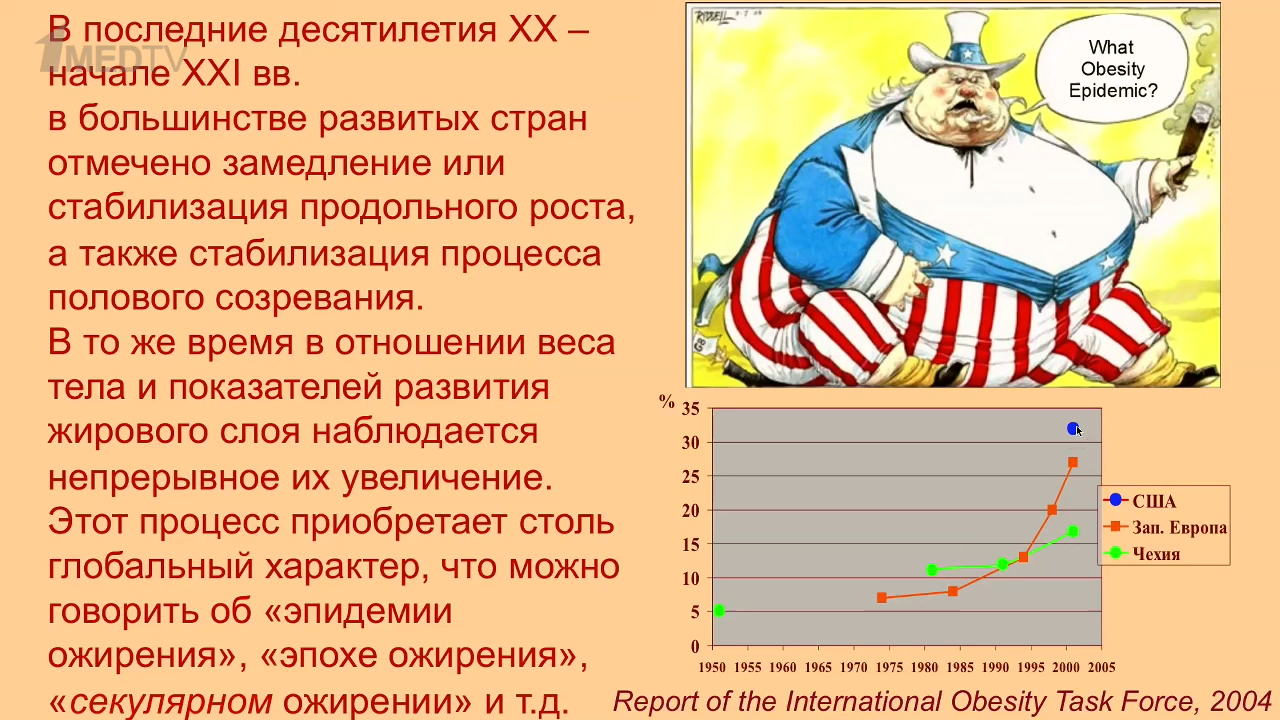 В последние десятилетия XX –
начале XXI вв.
в большинстве развитых стран
отмечено замедление или
стабилизация продольного роста,
а также стабилизация процесса
полового созревания.
В то же время в отношении веса
тела и показателей развития
жирового слоя наблюдается
непрерывное их увеличение.
Этот процесс приобретает столь
глобальный характер, что можно
говорить об «эпидемии
ожирения», «эпохе ожирения»,
«секулярном ожирении» и т.д.
1MEDTV
RIDDELL
What
Obesity
Epidemic?
%
35
30
25
20
15
10
5
0
1950 1955 1960 1965 1970 1975 1980 1985 1990 1995 2000 2005
США
Зап. Европа
Чехия
Report of the International Obesity Task Force, 2004